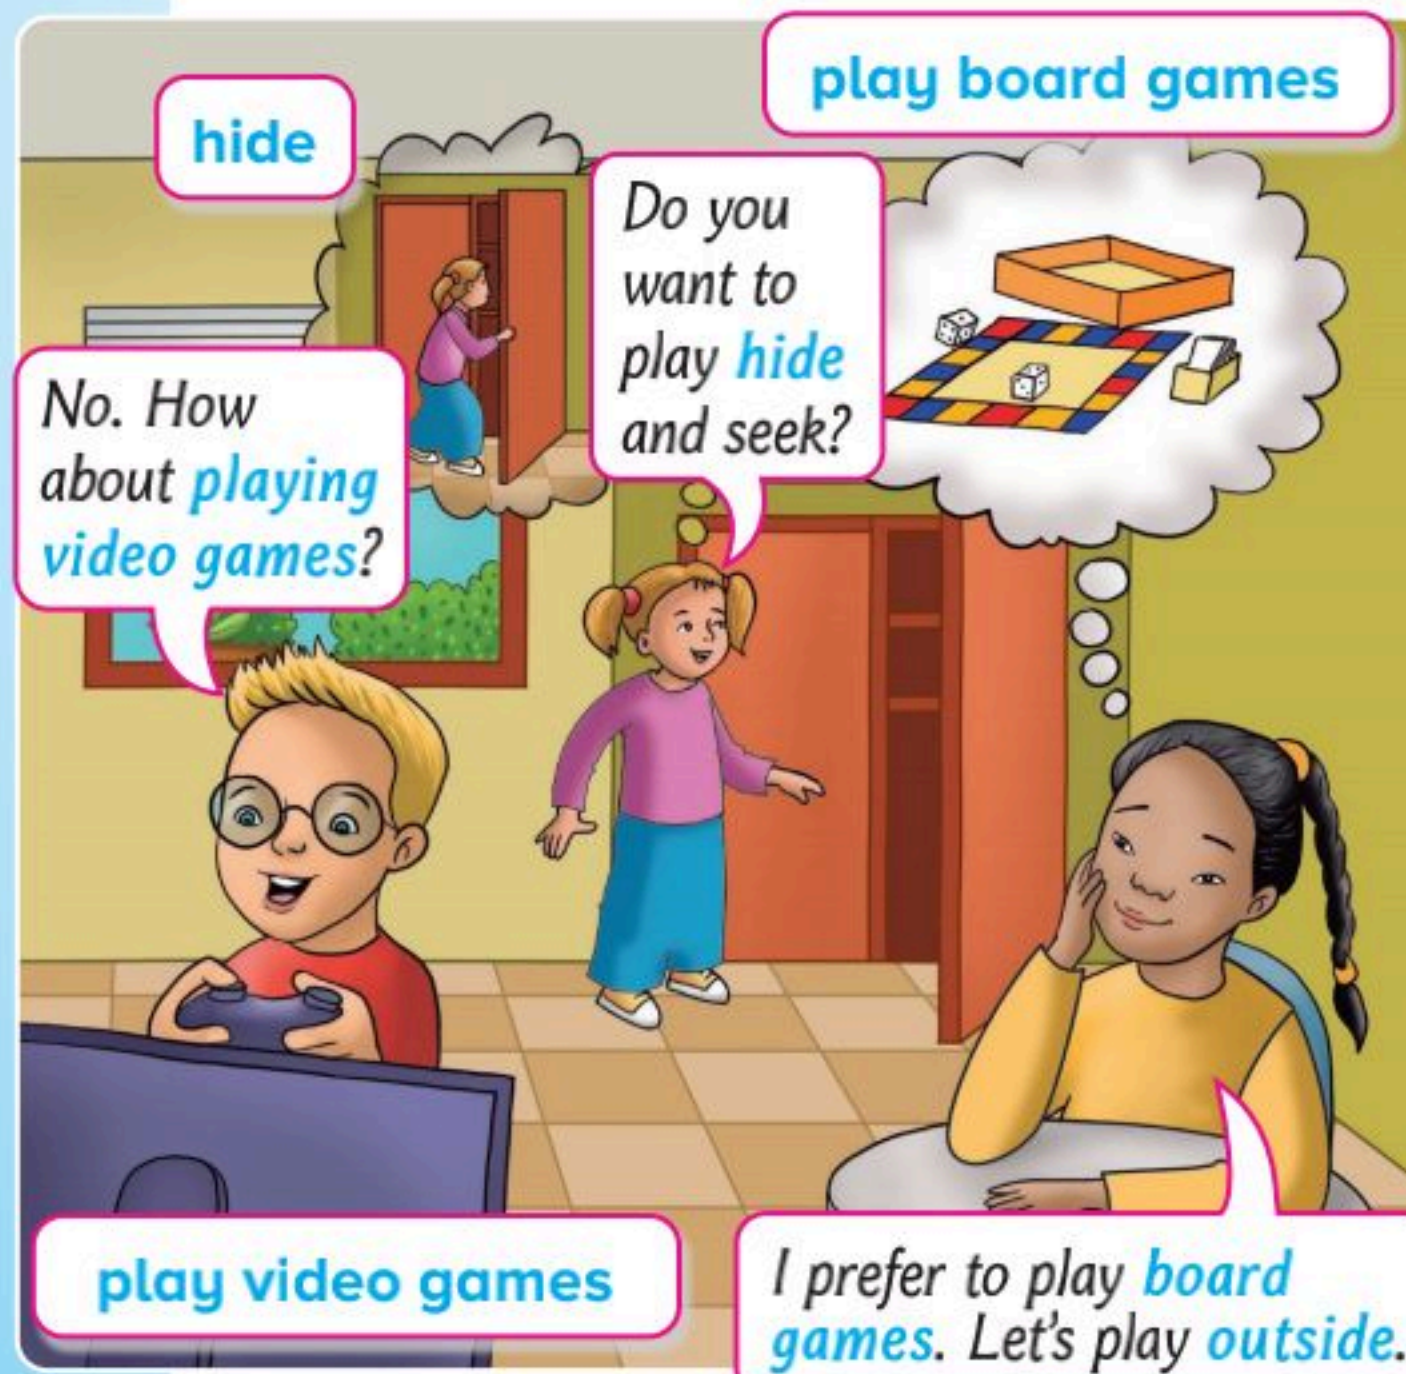 play board games
hide
Do you
want to
play hide
and seek?
No. How
about playing
video games?
play video games
I prefer to play board
games. Let's play outside.